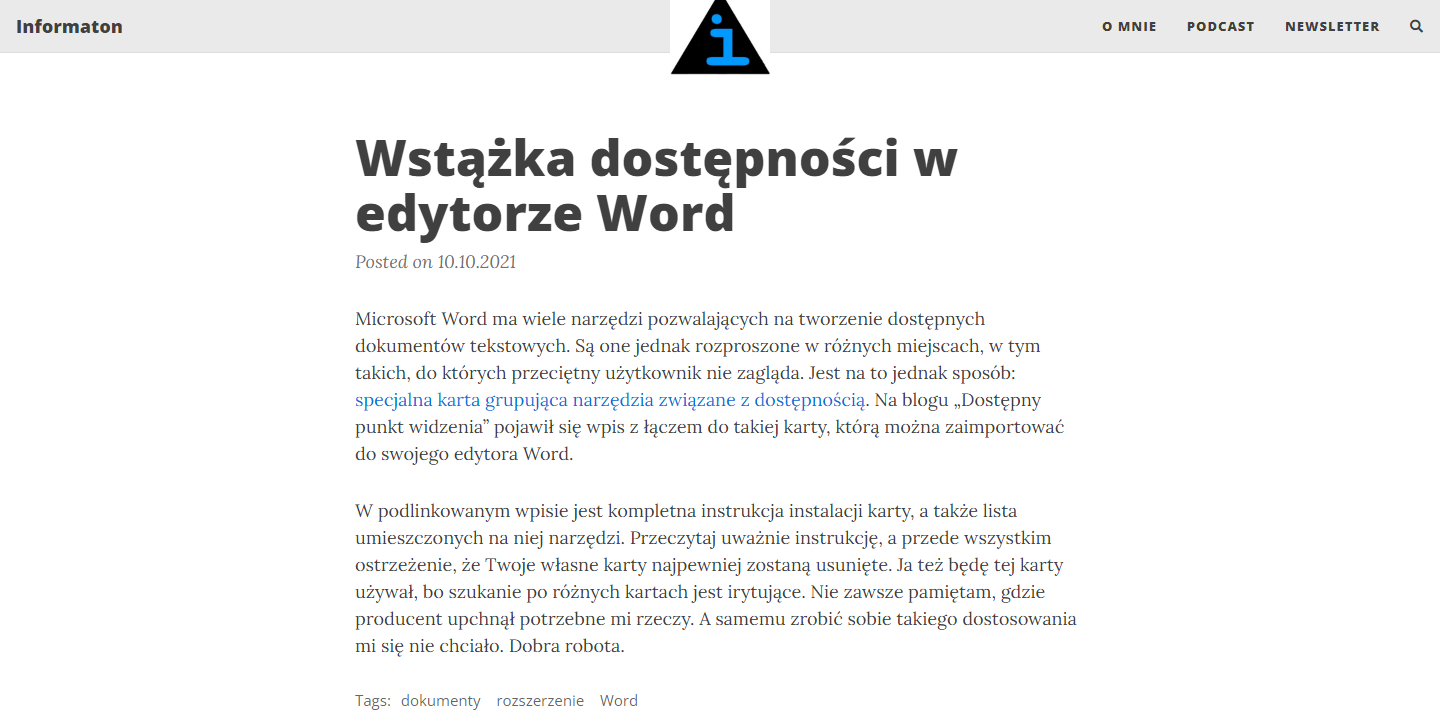 Informaton
i
O MNIE
PODCAST
NEWSLETTER
Wstążka dostępności w
edytorze Word
Posted on 10.10.2021
Microsoft Word ma wiele narzędzi pozwalających na tworzenie dostępnych
dokumentów tekstowych. Są one jednak rozproszone w różnych miejscach, w tym
takich, do których przeciętny użytkownik nie zagląda. Jest na to jednak sposób:
specjalna karta grupująca narzędzia związane z dostępnością. Na blogu „Dostępny
punkt widzenia” pojawił się wpis z łączem do takiej karty, którą można zaimportować
do swojego edytora Word.
W podlinkowanym wpisie jest kompletna instrukcja instalacji karty, a także lista
umieszczonych na niej narzędzi. Przeczytaj uważnie instrukcję, a przede wszystkim
ostrzeżenie, że Twoje własne karty najpewniej zostaną usunięte. Ja też będę tej karty
używał, bo szukanie po różnych kartach jest irytujące. Nie zawsze pamiętam, gdzie
producent upchnął potrzebne mi rzeczy. A samemu zrobić sobie takiego dostosowania
mi się nie chciało. Dobra robota.
Tags: dokumenty rozszerzenie Word